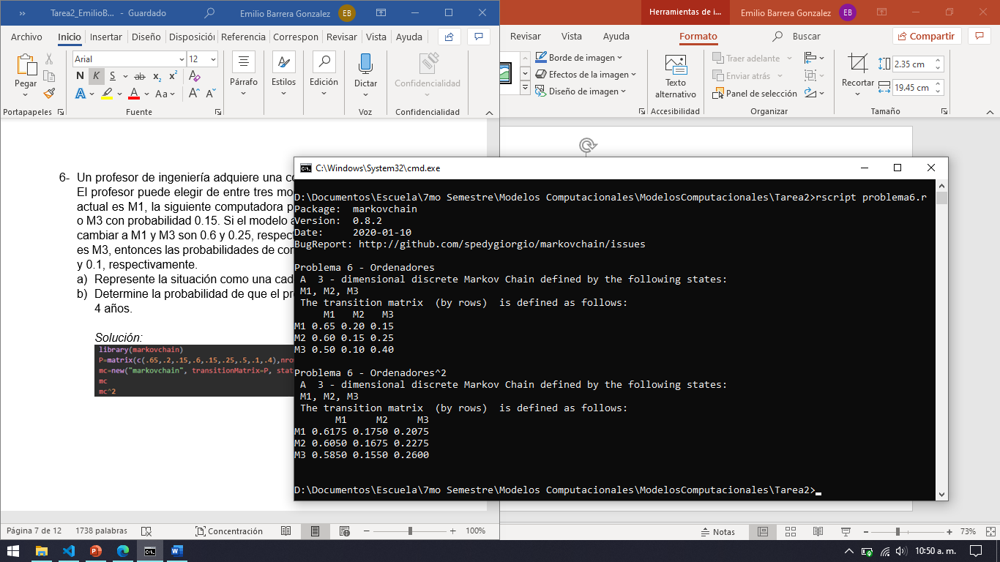 Tarea2_EmilioB... - Guardado
Emilio Barrera Gonzalez
EB
Herramientas de i...
Emilio Barrera Gonzalez
EB
Archivo Inicio Insertar Diseño Disposición Referencia Correspon Revisar Vista Ayuda
Revisar Vista Ayuda Formato Buscar Compartir
Pegar
Arial
12
N K S ab x₂ x²
A A Aa A A
Párrafo
Estilos
Edición
Dictar
Confidencialidad
Portapapeles
Fuente
Voz
Confidencialidad
Borde de imagen
Efectos de la imagen
Diseño de imagen
Texto
alternativo
Accesibilidad
Traer adelante
Enviar atrás
Panel de selección
Organizar
Recortar
2.35 cm
19.45 cm
Tamaño
6- Un profesor de ingeniería adquiere una co
El profesor puede elegir de entre tres mo
actual es M1, la siguiente computadora p
o M3 con probabilidad 0.15. Si el modelo a
cambiar a M1 y M3 son 0.6 y 0.25, respect
es M3, entonces las probabilidades de con
y 0.1, respectivamente.
a) Represente la situación como una cad
b) Determine la probabilidad de que el pr
4 años.
Solución:
library(markovchain)
P=matrix(c(.65,.2,.15,.6,.15,.25,.5,.1,.4),nro
mc=new("markovchain", transitionMatrix=P, stat
mc
mc^2
C:\Windows\System32\cmd.exe
D:\Documentos\Escuela\7mo Semestre\Modelos Computacionales\ModelosComputacionales\Tarea2>rscript problema6.r
Package: markovchain
Version: 0.8.2
Date: 2020-01-10
BugReport: http://github.com/spedygiorgio/markovchain/issues
Problema 6 - Ordenadores
A 3 - dimensional discrete Markov Chain defined by the following states:
M1, M2, M3
The transition matrix (by rows) is defined as follows:
M1 M2 M3
M1 0.65 0.20 0.15
M2 0.60 0.15 0.25
M3 0.50 0.10 0.40
Problema 6 - Ordenadores^2
A 3 - dimensional discrete Markov Chain defined by the following states:
M1, M2, M3
The transition matrix (by rows) is defined as follows:
M1 M2 M3
M1 0.6175 0.1750 0.2075
M2 0.6050 0.1675 0.2275
M3 0.5850 0.1550 0.2600
D:\Documentos\Escuela\7mo Semestre\Modelos Computacionales\ModelosComputacionales\Tarea2>
Página 7 de 12 1738 palabras Concentración 100%
Notas 73%
10:50 a. m.